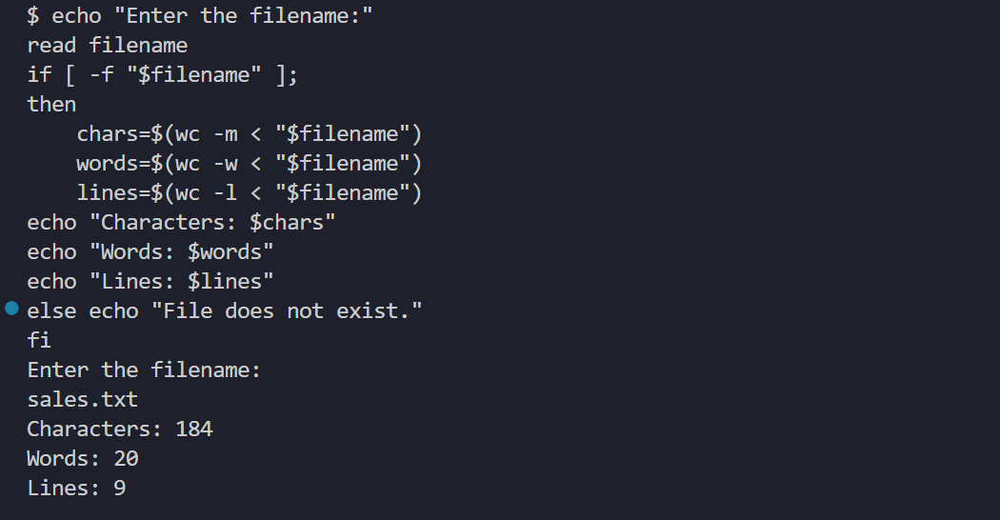 $ echo "Enter the filename:"
read filename
if [ -f "$filename" ];
then
    chars=$(wc -m < "$filename")
    words=$(wc -w < "$filename")
    lines=$(wc -l < "$filename")
echo "Characters: $chars"
echo "Words: $words"
echo "Lines: $lines"
else echo "File does not exist."
fi
Enter the filename:
sales.txt
Characters: 184
Words: 20
Lines: 9